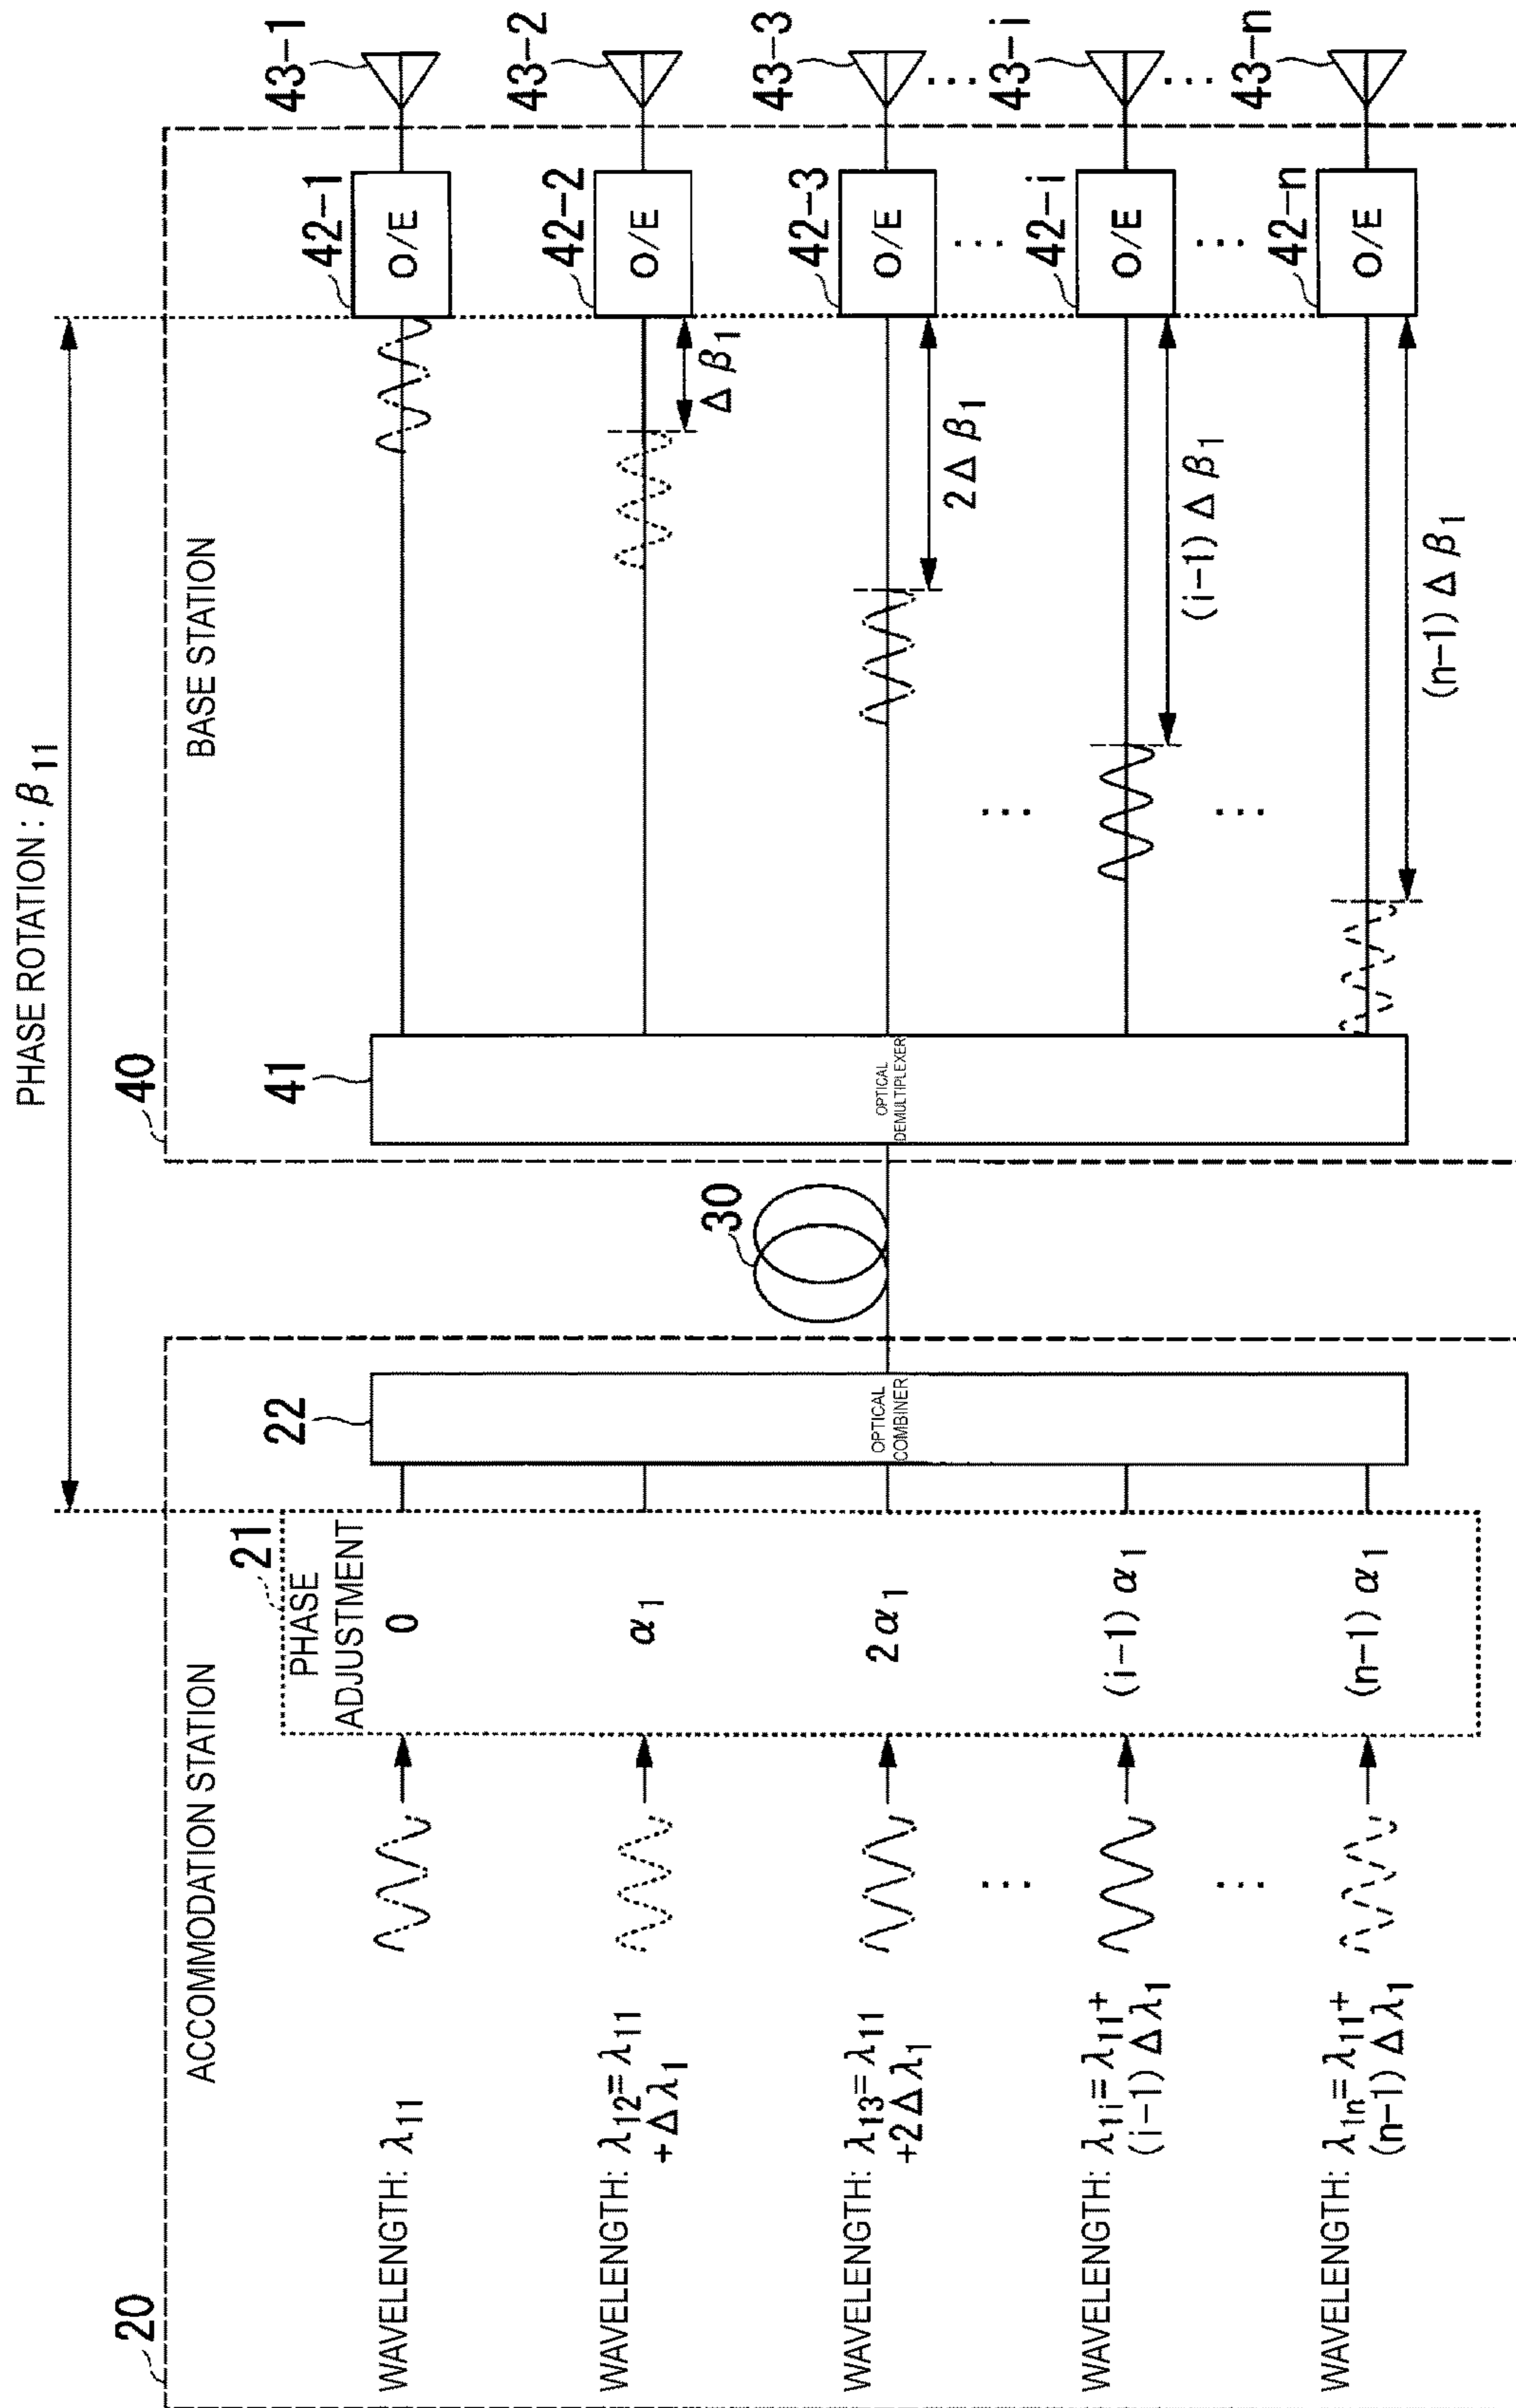 PHASE ROTATION : β11
20
ACCOMMODATION STATION
40
BASE STATION
21
PHASE
ADJUSTMENT
22
OPTICAL
COMBINER
30
41
OPTICAL
DEMULTIPLEXER
WAVELENGTH: λ11
0
42-1
O/E
43-1
WAVELENGTH: λ12=λ11
+Δλ1
α1
Δβ1
42-2
O/E
43-2
WAVELENGTH: λ13=λ11
+2Δλ1
2α1
2Δβ1
42-3
O/E
43-3
...
...
...
...
...
WAVELENGTH: λ1i=λ11+
(i-1)Δλ1
(i-1)α1
(i-1)Δβ1
42-i
O/E
43-i
...
...
...
...
WAVELENGTH: λ1n=λ11+
(n-1)Δλ1
(n-1)α1
(n-1)Δβ1
42-n
O/E
43-n